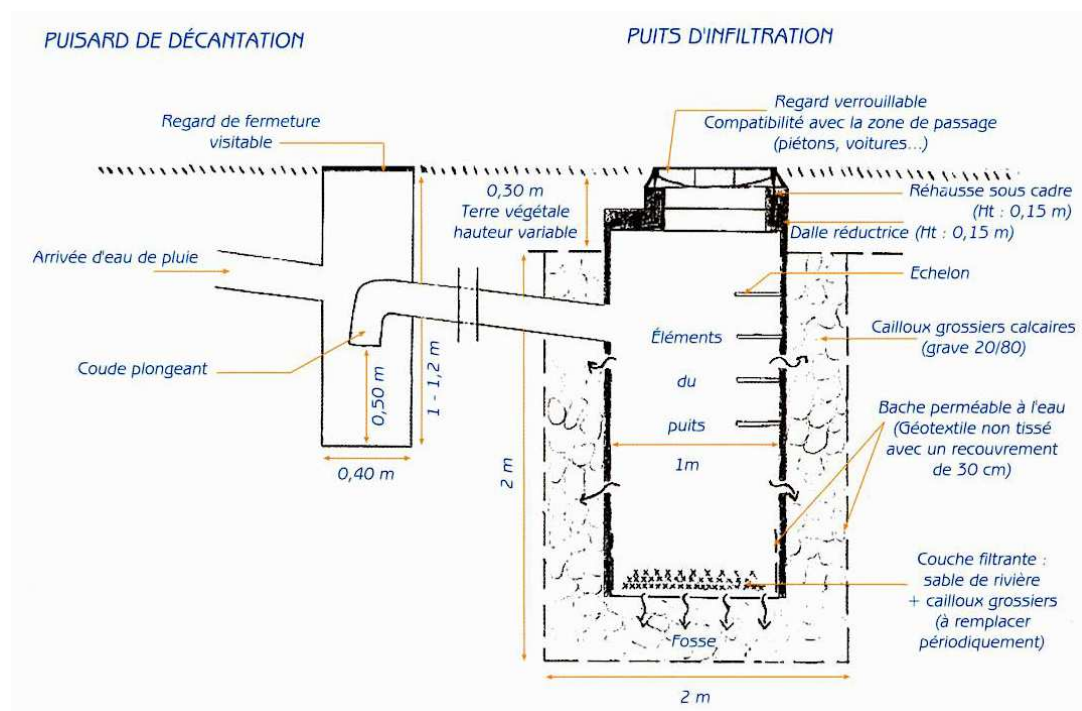 PUISARD DE DÉCANTATION
PUITS D'INFILTRATION
Regard de fermeture
visitable
Regard verrouillable
Compatibilité avec la zone de passage
(piétons, voitures...)
0,30 m
Terre végétale
hauteur variable
Réhausse sous cadre
(Ht : 0,15 m)
Dalle réductrice (Ht : 0,15 m)
Arrivée d'eau de pluie
Echelon
Éléments
du
puits
Cailloux grossiers calcaires
(grave 20/80)
Coude plongeant
0,50 m
1 - 1,2 m
0,40 m
2 m
1m
Bache perméable à l'eau
(Géotextile non tissé
avec un recouvrement
de 30 cm)
Couche filtrante :
sable de rivière
+ cailloux grossiers
(à remplacer
périodiquement)
Fosse
2 m